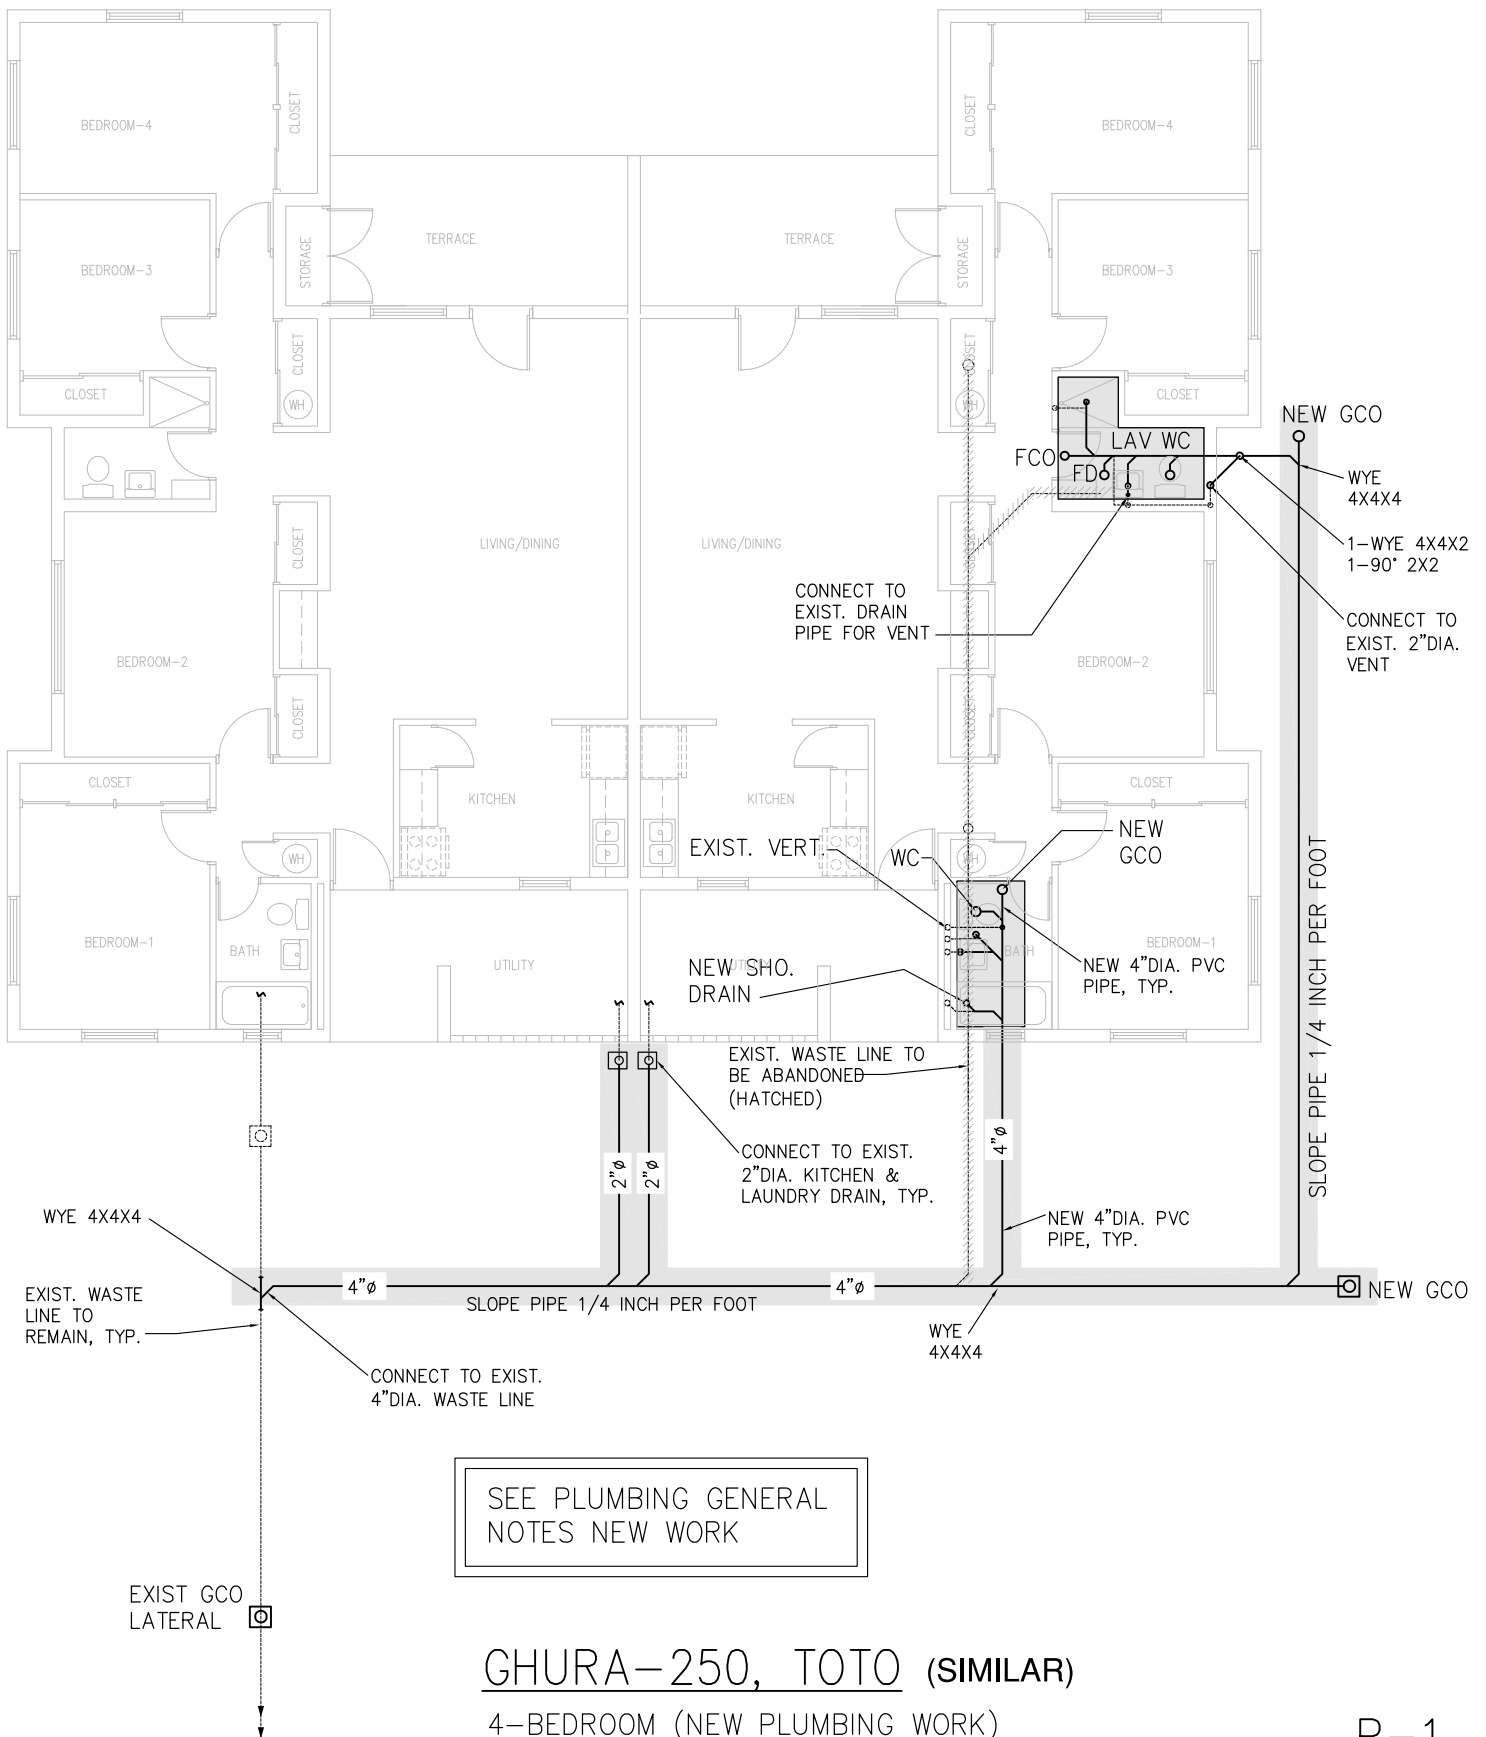 BEDROOM-4
CLOSET
CLOSET
BEDROOM-4
TERRACE
TERRACE
STORAGE
STORAGE
BEDROOM-3
BEDROOM-3
CLOSET
CLOSET
CLOSET
WH
WH
CLOSET
NEW GCO
LAV WC
FCO
FD
WYE
4X4X4
1-WYE 4X4X2
1-90° 2X2
CLOSET
LIVING/DINING
LIVING/DINING
CONNECT TO
EXIST. DRAIN
PIPE FOR VENT
CONNECT TO
EXIST. 2"DIA.
VENT
BEDROOM-2
BEDROOM-2
CLOSET
CLOSET
CLOSET
KITCHEN
KITCHEN
NEW
GCO
EXIST. VERT.
WC
WH
WH
BEDROOM-1
BATH
BATH
BEDROOM-1
UTILITY
UTILITY
NEW SHO.
DRAIN
NEW 4"DIA. PVC
PIPE, TYP.
SLOPE PIPE 1/4 INCH PER FOOT
EXIST. WASTE LINE TO
BE ABANDONED
(HATCHED)
2"ø
2"ø
4"ø
CONNECT TO EXIST.
2"DIA. KITCHEN &
LAUNDRY DRAIN, TYP.
WYE 4X4X4
NEW 4"DIA. PVC
PIPE, TYP.
EXIST. WASTE
LINE TO
REMAIN, TYP.
4"ø
4"ø
NEW GCO
SLOPE PIPE 1/4 INCH PER FOOT
WYE
4X4X4
CONNECT TO EXIST.
4"DIA. WASTE LINE
SEE PLUMBING GENERAL
NOTES NEW WORK
EXIST GCO
LATERAL
GHURA-250, TOTO (SIMILAR)
4-BEDROOM (NEW PLUMBING WORK)